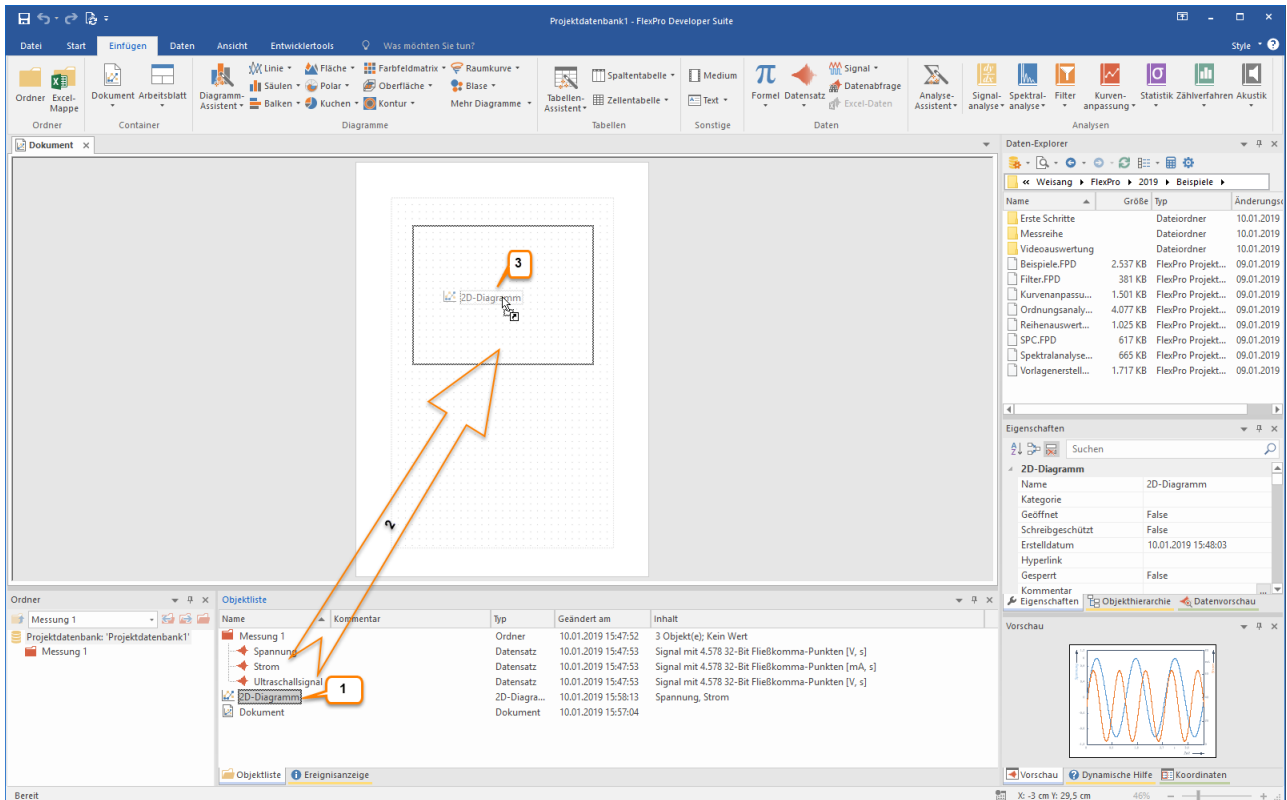 Projektdatenbank1 - FlexPro Developer Suite
Datei Start Einfügen Daten Ansicht Entwicklertools Was möchten Sie tun? Style ?
Ordner Excel-Mappe
Ordner
Dokument Arbeitsblatt
Container
Diagramm-Assistent
Linie Fläche Farbfeldmatrix Raumkurve
Säulen Polar Oberfläche Blase
Balken Kuchen Kontur Mehr Diagramme
Diagramme
Tabellen-Assistent
Spaltentabelle
Zellentabelle
Tabellen
Medium
Text
Sonstige
Formel Datensatz
Signal
Datenabfrage
Excel-Daten
Daten
Analyse-Assistent
Signal-analyse Spektral-analyse Filter Kurven-anpassung Statistik Zählverfahren Akustik
Analysen
Dokument
3
2D-Diagramm
2
1
Daten-Explorer
« Weisang FlexPro 2019 Beispiele
Name Größe Typ Änderungsd
Erste Schritte Dateiordner 10.01.2019
Messreihe Dateiordner 10.01.2019
Videoauswertung Dateiordner 10.01.2019
Beispiele.FPD 2.537 KB FlexPro Projekt... 09.01.2019
Filter.FPD 381 KB FlexPro Projekt... 09.01.2019
Kurvenanpassu... 1.501 KB FlexPro Projekt... 09.01.2019
Ordnungsanaly... 4.077 KB FlexPro Projekt... 09.01.2019
Reihenauswert... 1.025 KB FlexPro Projekt... 09.01.2019
SPC.FPD 617 KB FlexPro Projekt... 09.01.2019
Spektralanalyse... 665 KB FlexPro Projekt... 09.01.2019
Vorlagenerstell... 1.717 KB FlexPro Projekt... 09.01.2019
Eigenschaften
Suchen
2D-Diagramm
Name 2D-Diagramm
Kategorie
Geöffnet False
Schreibgeschützt False
Erstelldatum 10.01.2019 15:48:03
Hyperlink
Gesperrt False
Kommentar ...
Eigenschaften Objekthierarchie Datenvorschau
Vorschau
Vorschau Dynamische Hilfe Koordinaten
Ordner
Messung 1
Projektdatenbank: 'Projektdatenbank1'
Messung 1
Objektliste
Name Kommentar Typ Geändert am Inhalt
Messung 1 Ordner 10.01.2019 15:47:52 3 Objekt(e); Kein Wert
Spannung Datensatz 10.01.2019 15:47:53 Signal mit 4.578 32-Bit Fließkomma-Punkten [V, s]
Strom Datensatz 10.01.2019 15:47:53 Signal mit 4.578 32-Bit Fließkomma-Punkten [mA, s]
Ultraschallsignal Datensatz 10.01.2019 15:47:53 Signal mit 4.578 32-Bit Fließkomma-Punkten [V, s]
2D-Diagramm 2D-Diagra... 10.01.2019 15:58:13 Spannung, Strom
Dokument Dokument 10.01.2019 15:57:04
Objektliste Ereignisanzeige
Bereit X: -3 cm Y: 29,5 cm 46%